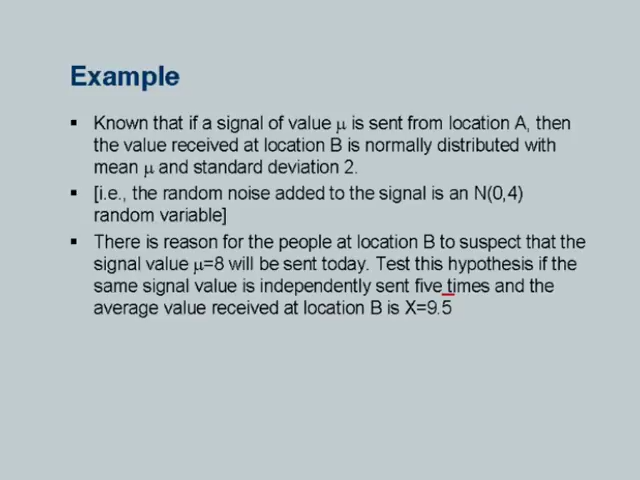 Example
▪ Known that if a signal of value μ is sent from location A, then
the value received at location B is normally distributed with
mean μ and standard deviation 2.
▪ [i.e., the random noise added to the signal is an N(0,4)
random variable]
▪ There is reason for the people at location B to suspect that the
signal value μ=8 will be sent today. Test this hypothesis if the
same signal value is independently sent five times and the
average value received at location B is X=9.5